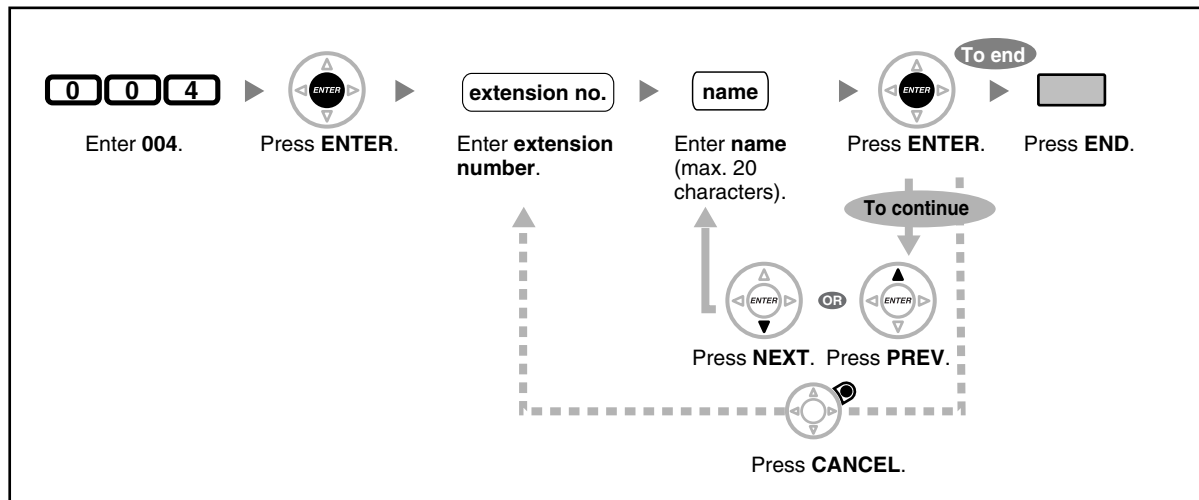 To end
0 0 4
ENTER
extension no.
name
ENTER
Enter 004.
Press ENTER.
Enter extension
number.
Enter name
(max. 20
characters).
Press ENTER.
Press END.
To continue
ENTER
OR
ENTER
Press NEXT.
Press PREV.
Press CANCEL.